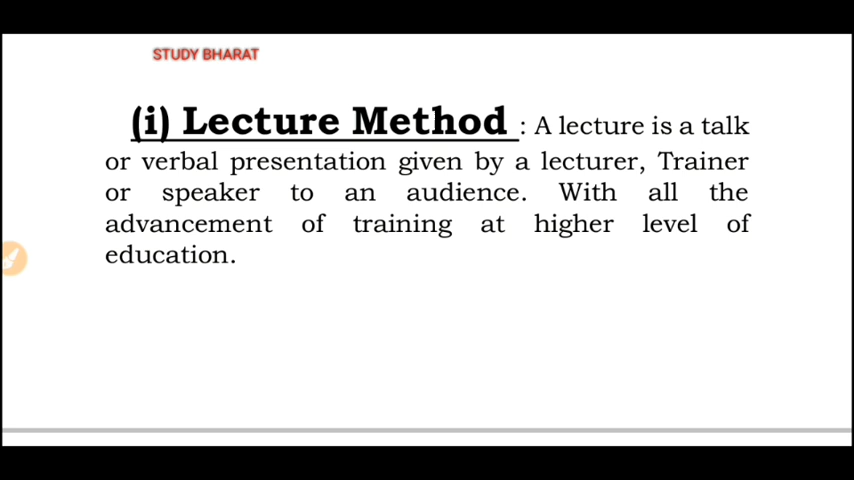 STUDY BHARAT
(i) Lecture Method : A lecture is a talk
or verbal presentation given by a lecturer, Trainer
or speaker to an audience. With all the
advancement of training at higher level of
education.